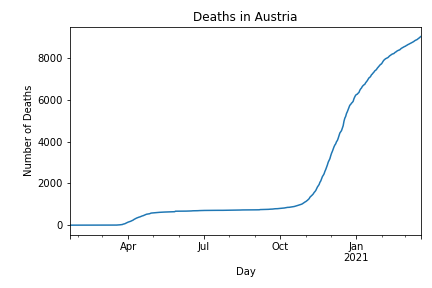 Deaths in Austria
Number of Deaths
8000
6000
4000
2000
0
Apr
Jul
Oct
Jan
2021
Day